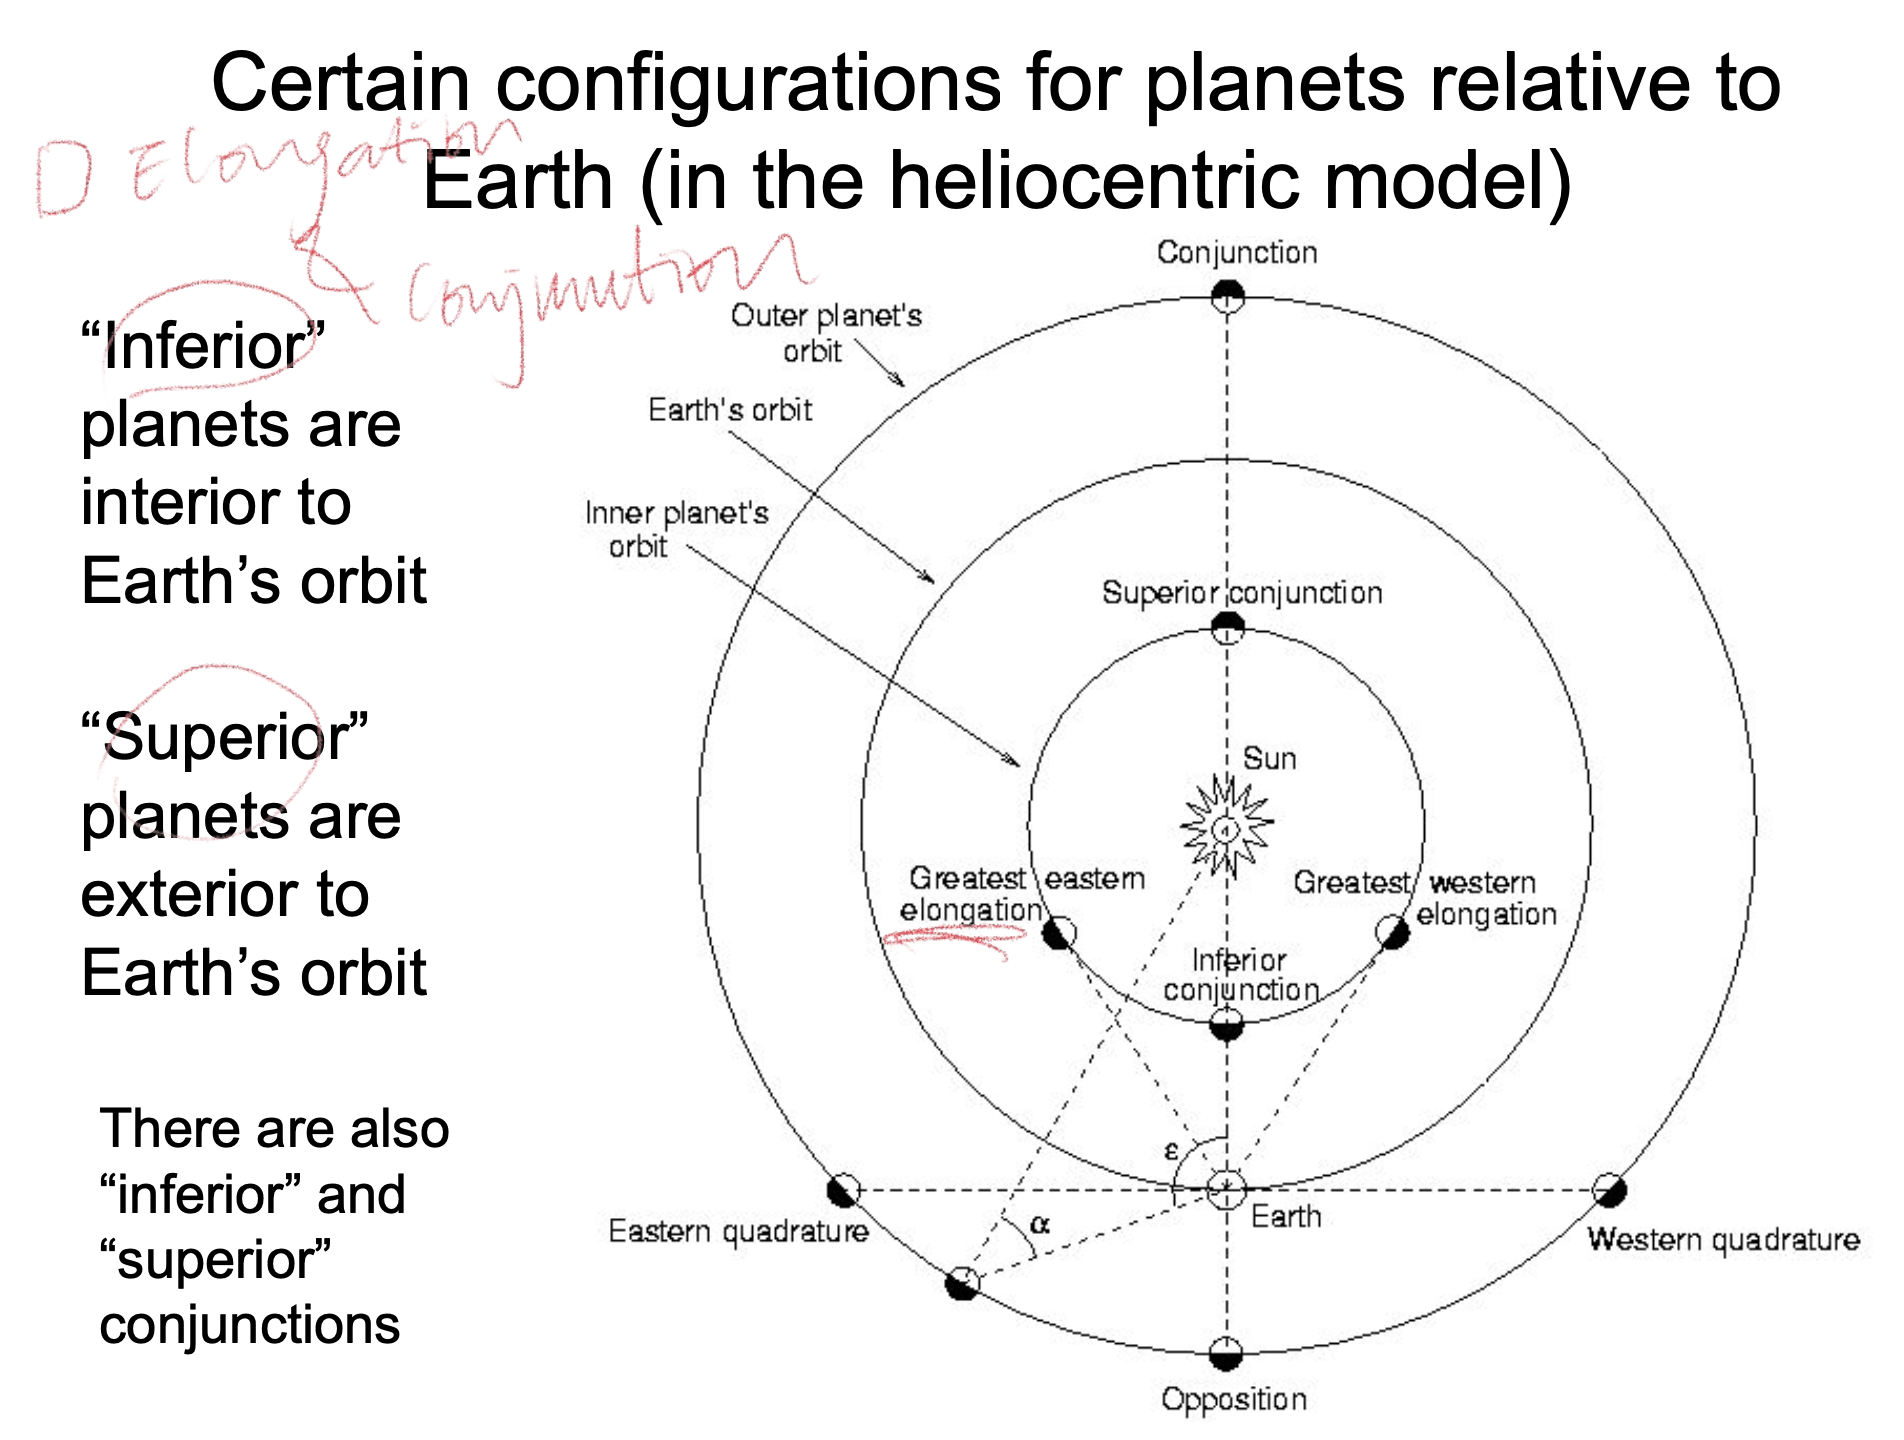 Certain configurations for planets relative to
Earth (in the heliocentric model)
Elongation
& Conjunction
“Inferior”
planets are
interior to
Earth’s orbit
“Superior”
planets are
exterior to
Earth’s orbit
There are also
“inferior” and
“superior”
conjunctions
Conjunction
Outer planet's
orbit
Earth's orbit
Inner planet's
orbit
Superior conjunction
Sun
Greatest eastern
elongation
Greatest western
elongation
Inferior
conjunction
ε
α
Earth
Eastern quadrature
Western quadrature
Opposition